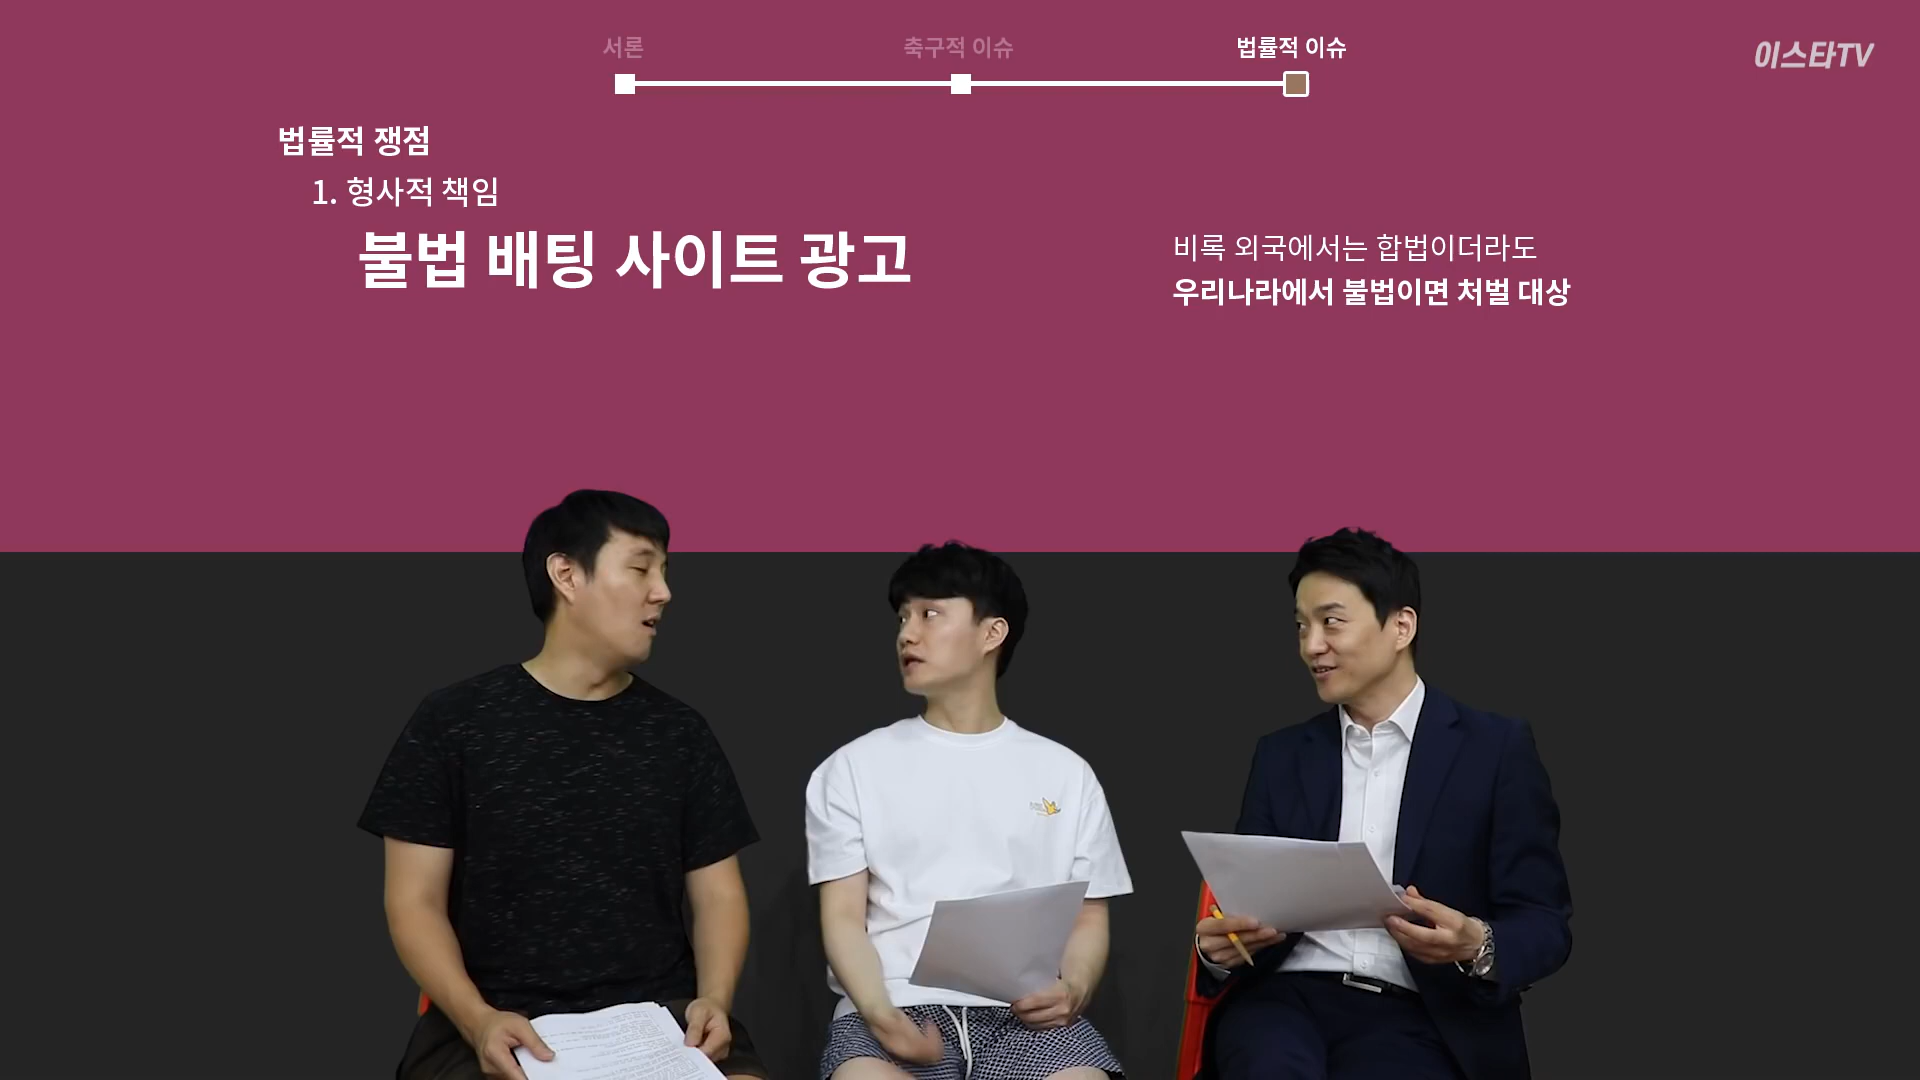 서론
축구적 이슈
법률적 이슈
이스타TV
법률적 쟁점
1. 형사적 책임
불법 배팅 사이트 광고
비록 외국에서는 합법이더라도
우리나라에서 불법이면 처벌 대상